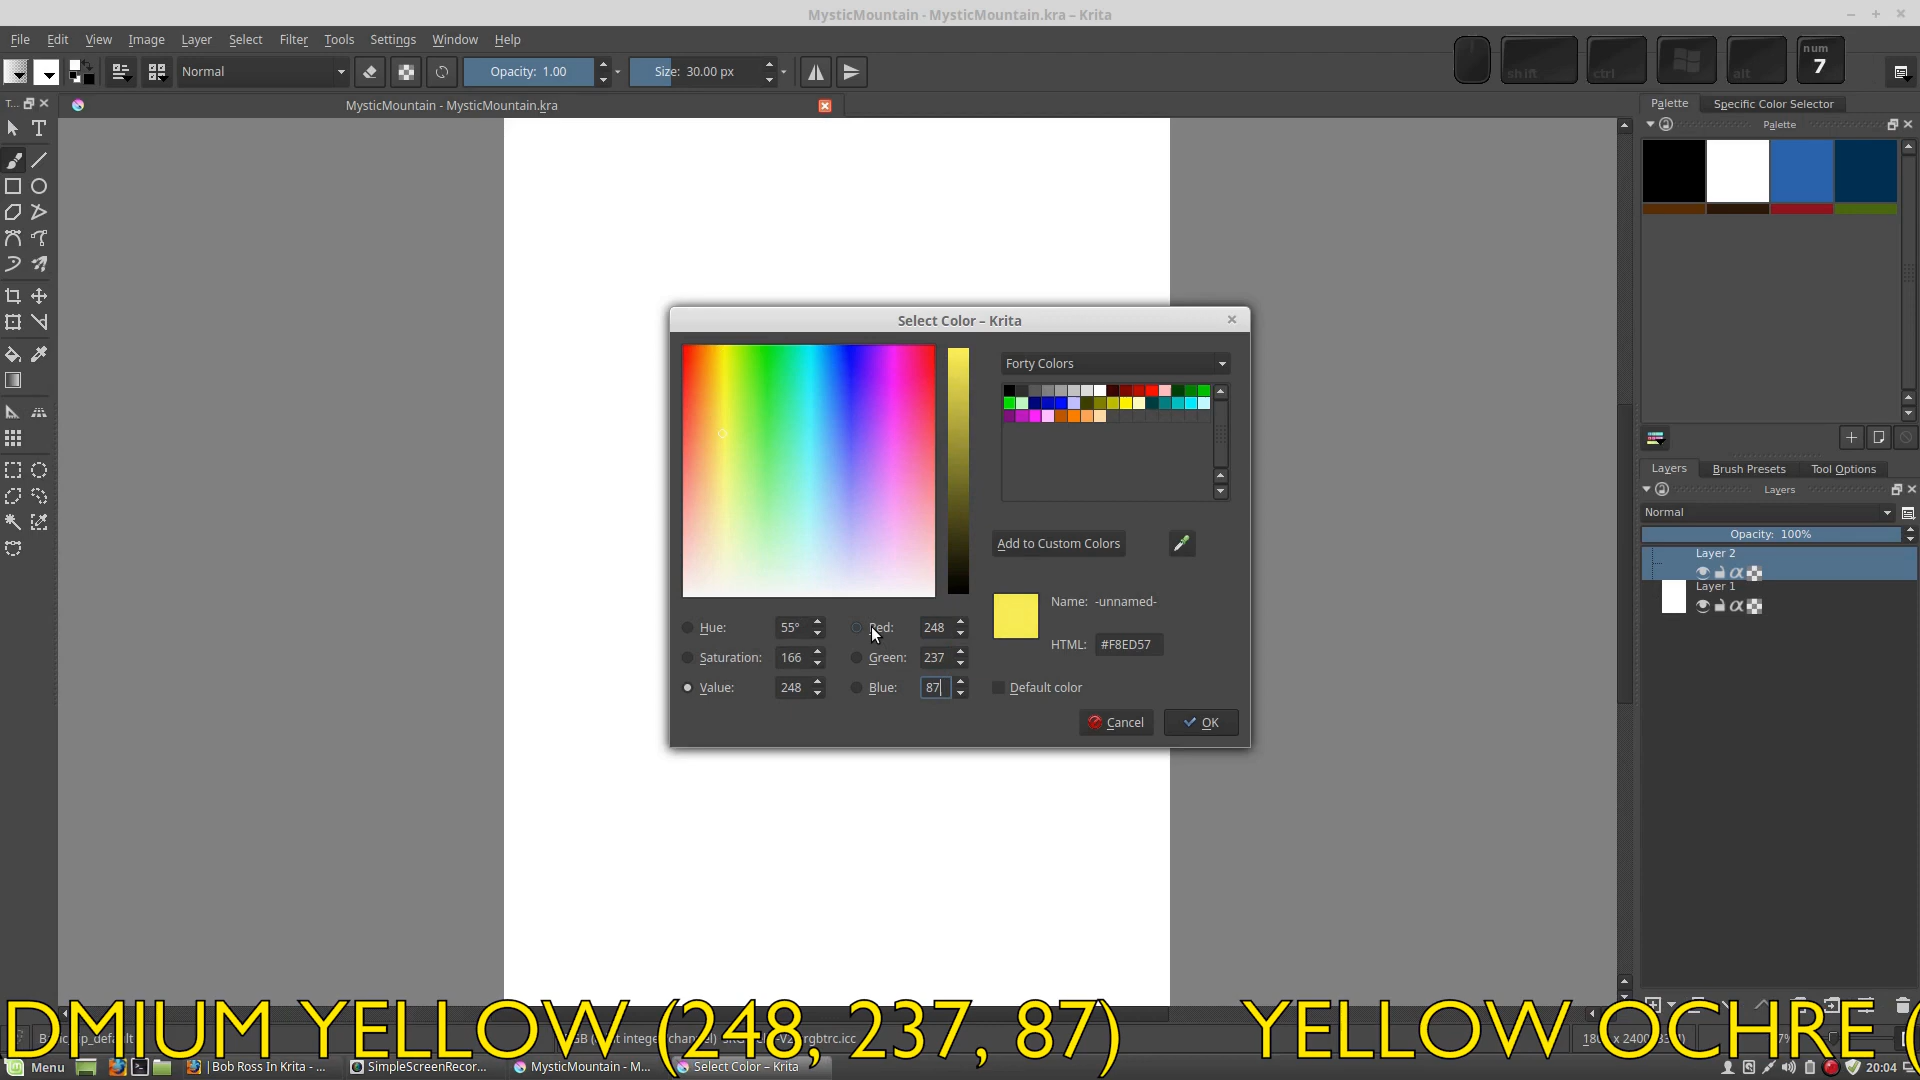 MysticMountain - MysticMountain.kra – Krita
File Edit View Image Layer Select Filter Tools Settings Window Help
Normal
Opacity: 1.00
Size: 30.00 px
shift
ctrl
alt
num
7
T...
MysticMountain - MysticMountain.kra
Palette
Specific Color Selector
Palette
Select Color – Krita
Forty Colors
Add to Custom Colors
Name: -unnamed-
HTML: #F8ED57
Hue: 55°
Red: 248
Saturation: 166
Green: 237
Value: 248
Blue: 87
Default color
Cancel
OK
Layers
Brush Presets
Tool Options
Layers
Normal
Opacity: 100%
Layer 2
Layer 1
DMIUM YELLOW (248, 237, 87)
YELLOW OCHRE (
Menu
| Bob Ross In Krita - ...
SimpleScreenRecor...
MysticMountain - M...
Select Color – Krita
20:04